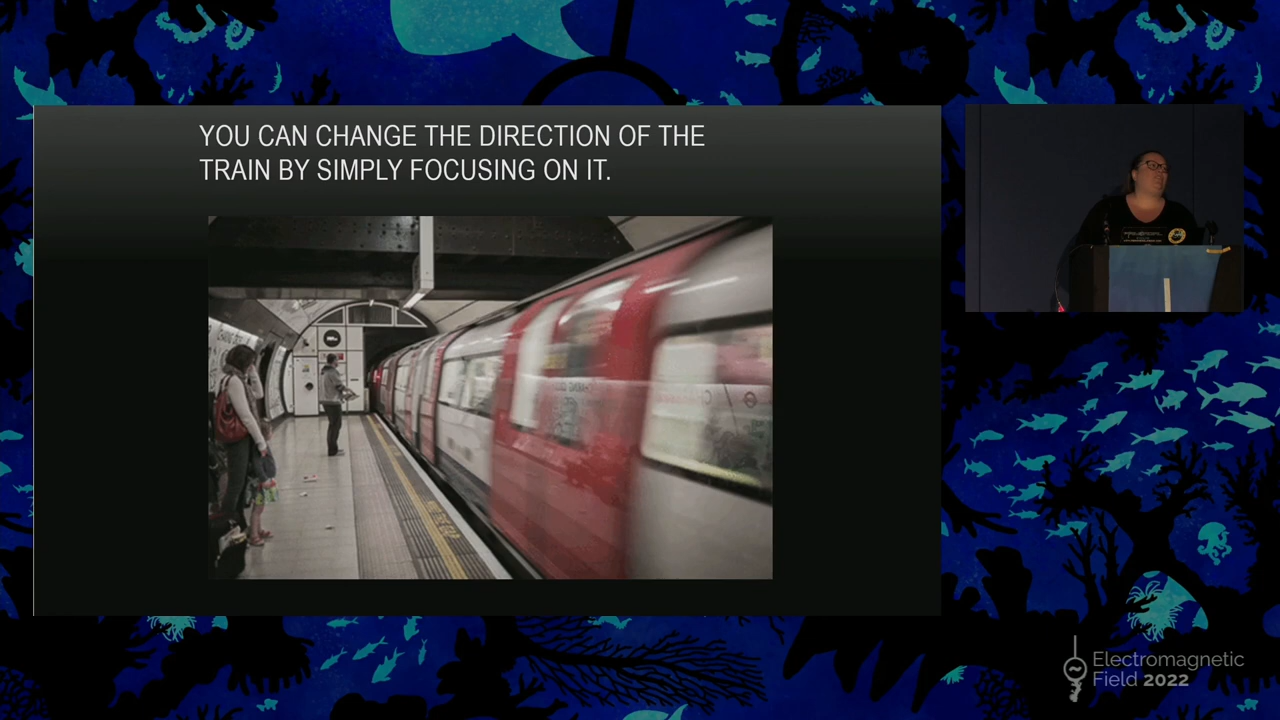 YOU CAN CHANGE THE DIRECTION OF THE
TRAIN BY SIMPLY FOCUSING ON IT.
Electromagnetic
Field 2022